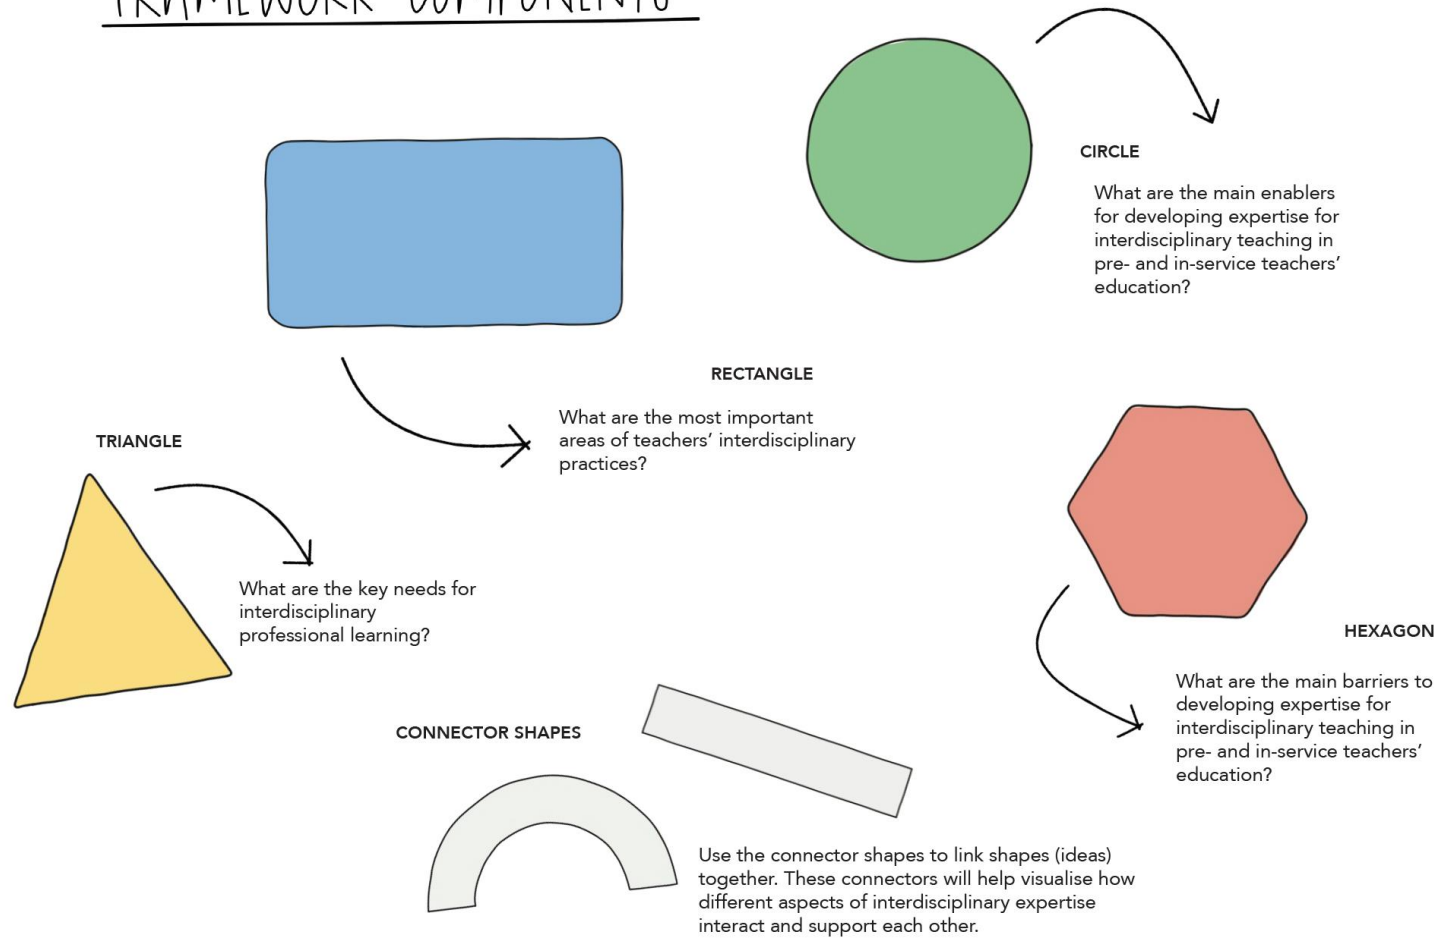 FRAMEWORK COMPONENTS
CIRCLE
What are the main enablers
for developing expertise for
interdisciplinary teaching in
pre- and in-service teachers’
education?
RECTANGLE
What are the most important
areas of teachers’ interdisciplinary
practices?
TRIANGLE
What are the key needs for
interdisciplinary
professional learning?
HEXAGON
What are the main barriers to
developing expertise for
interdisciplinary teaching in
pre- and in-service teachers’
education?
CONNECTOR SHAPES
Use the connector shapes to link shapes (ideas)
together. These connectors will help visualise how
different aspects of interdisciplinary expertise
interact and support each other.